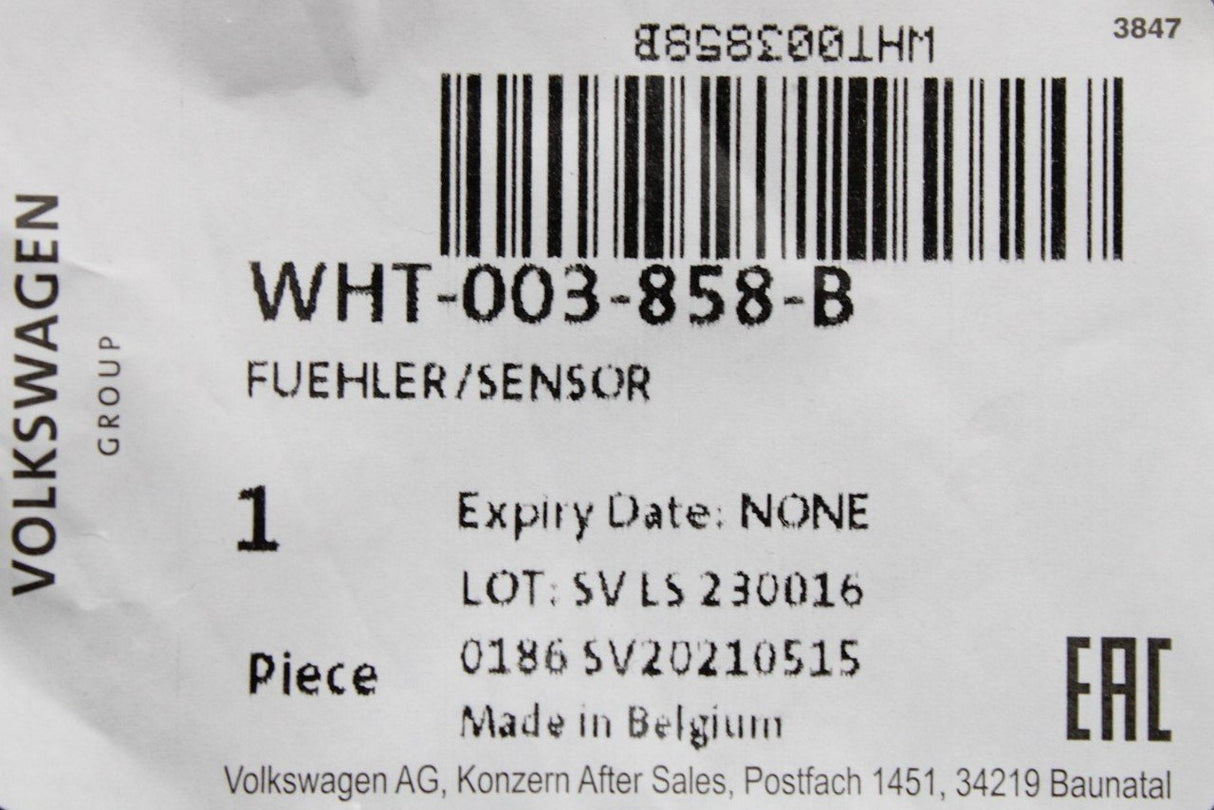 3847
WHT003858B
WHT-003-858-B
FUEHLER/SENSOR
VOLKSWAGEN
GROUP
1
Expiry Date: NONE
LOT: SV LS 230016
Piece
0186 SV20210515
Made in Belgium
EAC
Volkswagen AG, Konzern After Sales, Postfach 1451, 34219 Baunatal